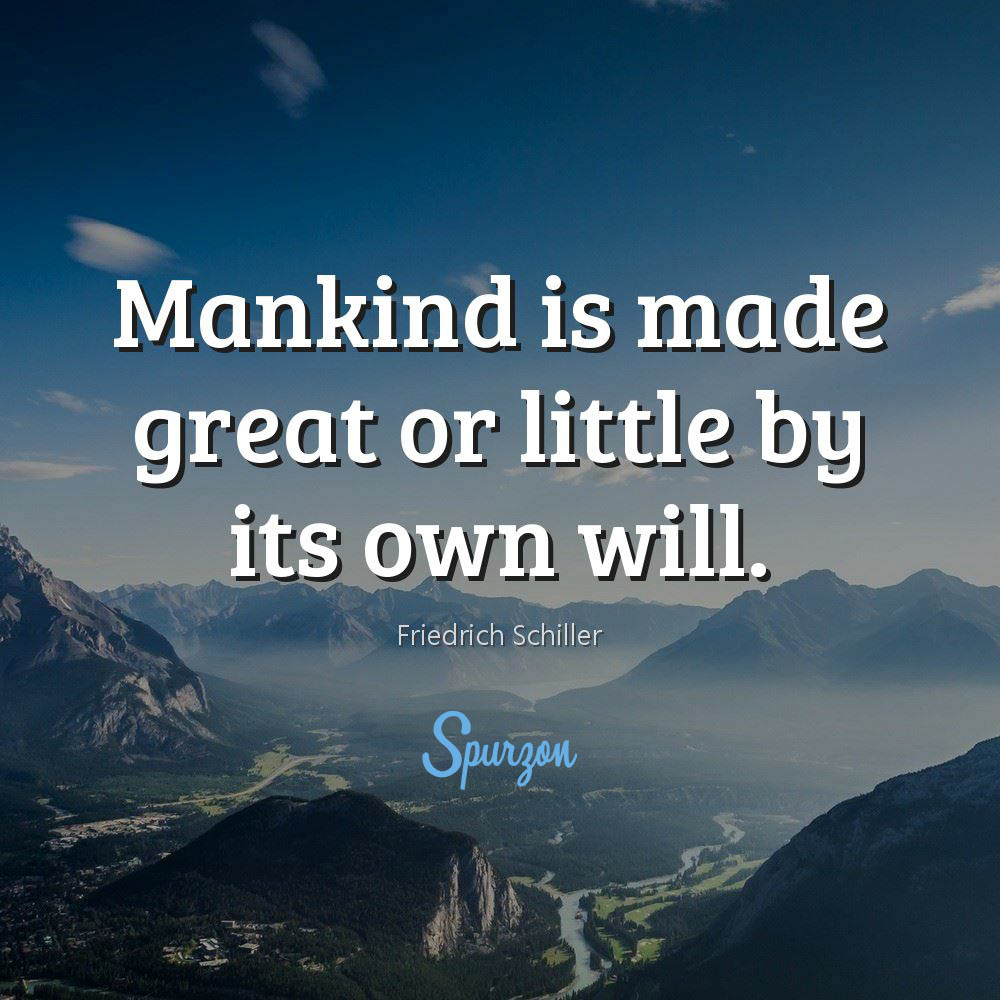 Mankind is made
great or little by
its own will.
Friedrich Schiller
Spurzon